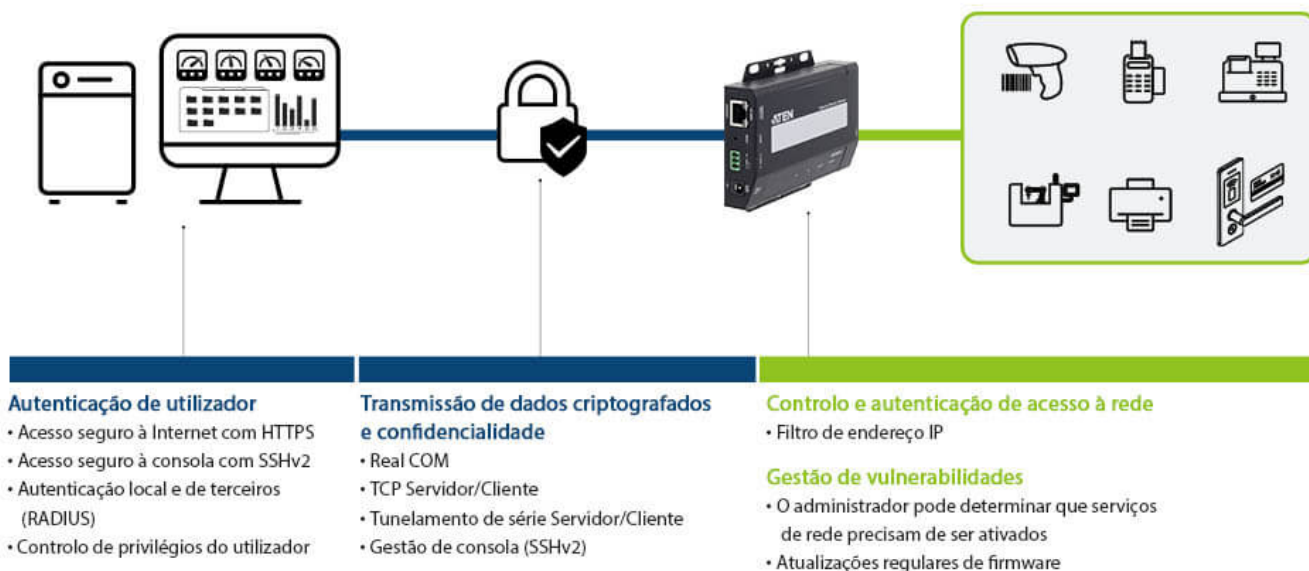 ATEN
Autenticação de utilizador
• Acesso seguro à Internet com HTTPS
• Acesso seguro à consola com SSHv2
• Autenticação local e de terceiros
(RADIUS)
• Controlo de privilégios do utilizador
Transmissão de dados criptografados
e confidencialidade
• Real COM
• TCP Servidor/Cliente
• Tunelamento de série Servidor/Cliente
• Gestão de consola (SSHv2)
Controlo e autenticação de acesso à rede
• Filtro de endereço IP
Gestão de vulnerabilidades
• O administrador pode determinar que serviços
de rede precisam de ser ativados
• Atualizações regulares de firmware